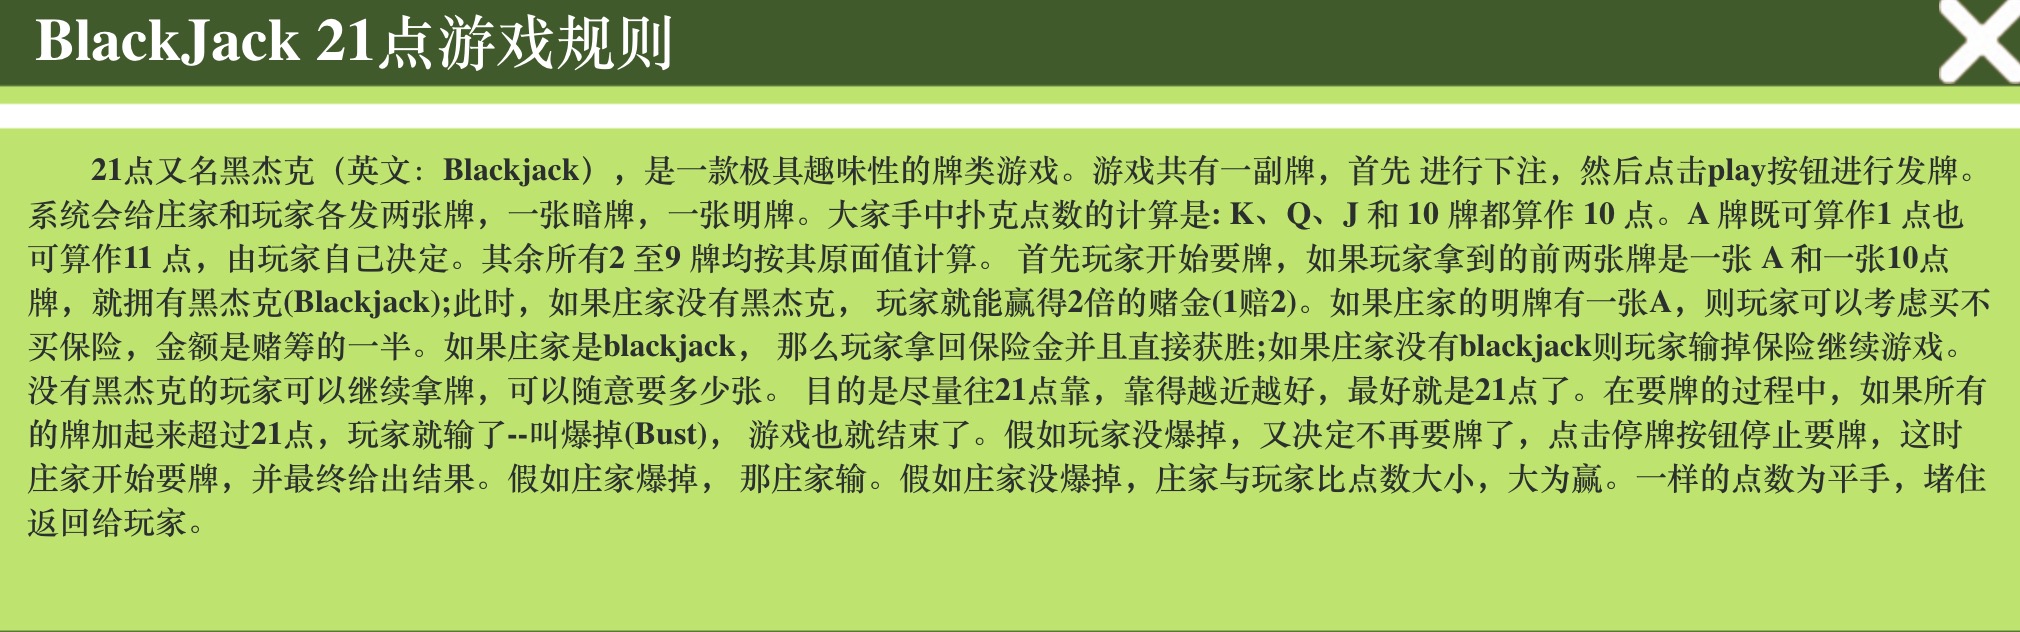 BlackJack 21点游戏规则
21点又名黑杰克（英文：Blackjack），是一款极具趣味性的牌类游戏。游戏共有一副牌，首先 进行下注，然后点击play按钮进行发牌。
系统会给庄家和玩家各发两张牌，一张暗牌，一张明牌。大家手中扑克点数的计算是: K、Q、J 和 10 牌都算作 10 点。A 牌既可算作1 点也
可算作11 点，由玩家自己决定。其余所有2 至9 牌均按其原面值计算。 首先玩家开始要牌，如果玩家拿到的前两张牌是一张 A 和一张10点
牌，就拥有黑杰克(Blackjack);此时，如果庄家没有黑杰克， 玩家就能赢得2倍的赌金(1赔2)。如果庄家的明牌有一张A，则玩家可以考虑买不
买保险，金额是赌筹的一半。如果庄家是blackjack， 那么玩家拿回保险金并且直接获胜;如果庄家没有blackjack则玩家输掉保险继续游戏。
没有黑杰克的玩家可以继续拿牌，可以随意要多少张。 目的是尽量往21点靠，靠得越近越好，最好就是21点了。在要牌的过程中，如果所有
的牌加起来超过21点，玩家就输了--叫爆掉(Bust)， 游戏也就结束了。假如玩家没爆掉，又决定不再要牌了，点击停牌按钮停止要牌，这时
庄家开始要牌，并最终给出结果。假如庄家爆掉， 那庄家输。假如庄家没爆掉，庄家与玩家比点数大小，大为赢。一样的点数为平手，堵住
返回给玩家。